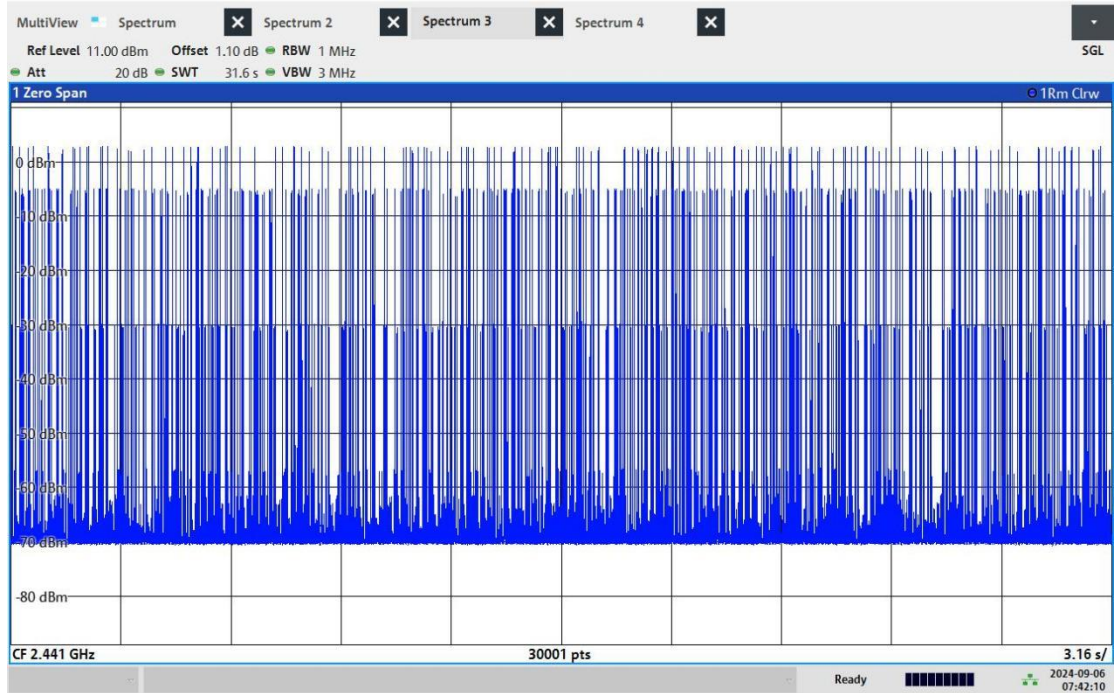 MultiView Spectrum Spectrum 2 Spectrum 3 Spectrum 4
Ref Level 11.00 dBm Offset 1.10 dB RBW 1 MHz SGL
Att 20 dB SWT 31.6 s VBW 3 MHz
1 Zero Span 1Rm Clrw
0 dBm
-10 dBm
-20 dBm
-30 dBm
-40 dBm
-50 dBm
-60 dBm
-70 dBm
-80 dBm
CF 2.441 GHz 30001 pts 3.16 s/
Ready 2024-09-06
07:42:10